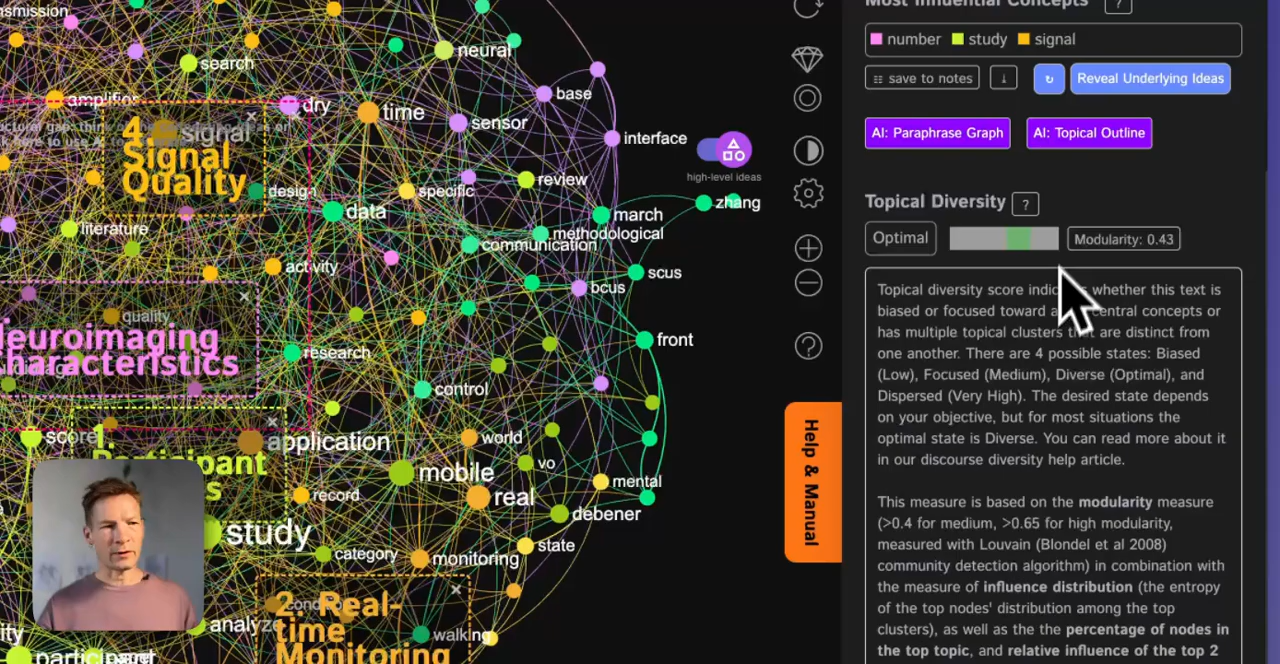 nsmission
neural
search
base
amplifier
dry
time
sensor
interface
4.
signal
Signal
Quality
high-level ideas
review
design
specific
zhang
data
march
methodological
communication
literature
activity
scus
bcus
quality
Neuroimaging
Characteristics
research
front
control
score
application
world
1.
Participant
mobile
vo
mental
record
real
debener
study
category
state
monitoring
2. Real-
time
Monitoring
analyze
walking
participant
Help & Manual
Most Influential Concepts ?
number study signal
save to notes ↓ ↻ Reveal Underlying Ideas
AI: Paraphrase Graph AI: Topical Outline
Topical Diversity ?
Optimal Modularity: 0.43
Topical diversity score whether this text is
biased or focused toward a central concepts or
has multiple topical clusters that are distinct from
one another. There are 4 possible states: Biased
(Low), Focused (Medium), Diverse (Optimal), and
Dispersed (Very High). The desired state depends
on your objective, but for most situations the
optimal state is Diverse. You can read more about it
in our discourse diversity help article.
This measure is based on the modularity measure
(>0.4 for medium, >0.65 for high modularity,
measured with Louvain (Blondel et al 2008)
community detection algorithm) in combination with
the measure of influence distribution (the entropy
of the top nodes' distribution among the top
clusters), as well as the the percentage of nodes in
the top topic, and relative influence of the top 2